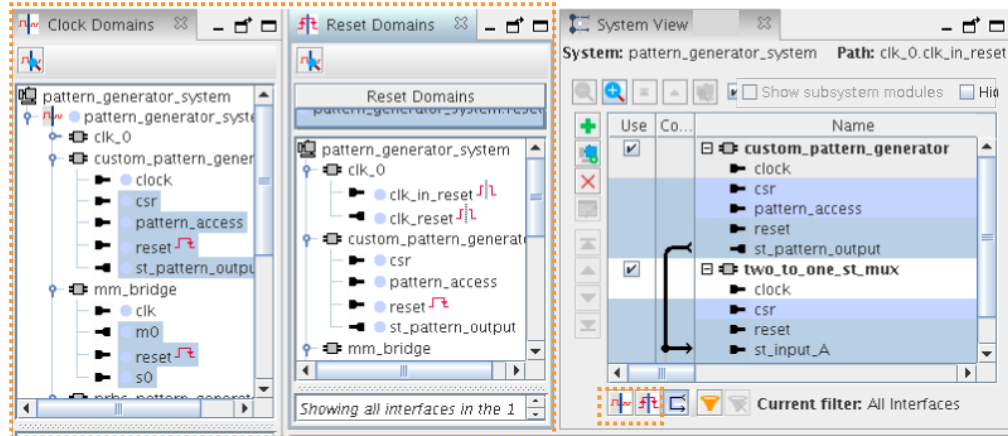 Clock Domains
pattern_generator_system
pattern_generator_syste
clk_0
custom_pattern_gener
clock
csr
pattern_access
reset
st_pattern_outpu
mm_bridge
clk
m0
reset
s0
Reset Domains
Reset Domains
pattern_generator_system
clk_0
clk_in_reset
clk_reset
custom_pattern_generat
csr
pattern_access
reset
st_pattern_output
mm_bridge
Showing all interfaces in the 1
System View
System: pattern_generator_system Path: clk_0.clk_in_reset
Show subsystem modules Hid
Use Co... Name
custom_pattern_generator
clock
csr
pattern_access
reset
st_pattern_output
two_to_one_st_mux
clock
csr
reset
st_input_A
Current filter: All Interfaces